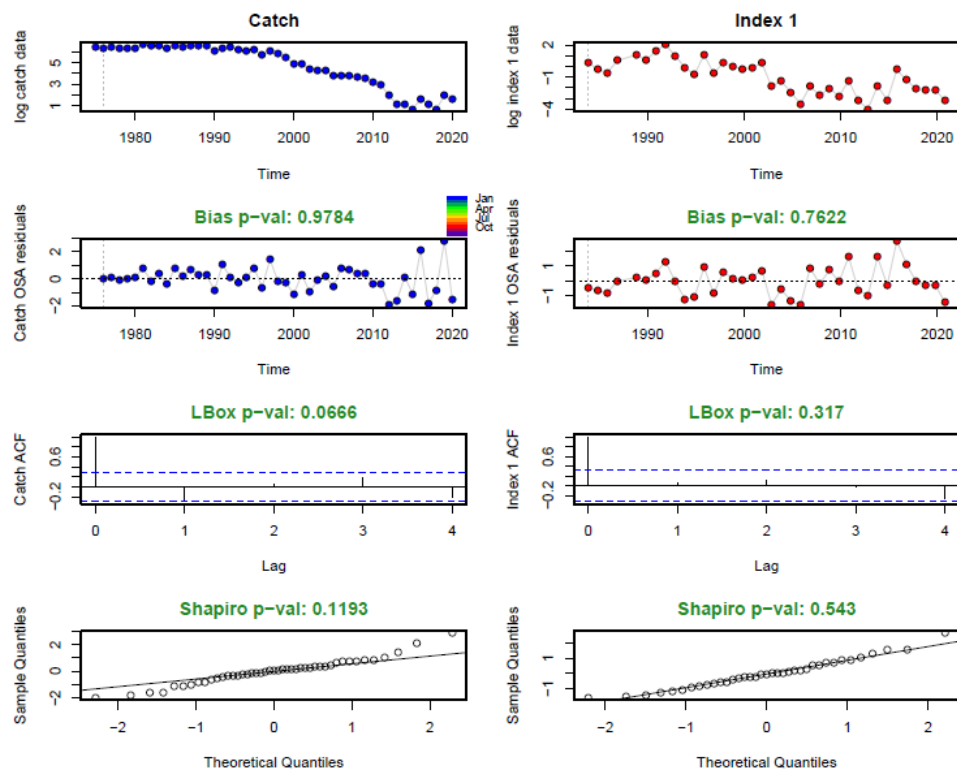 Catch
log catch data
5
3
1
1980 1990 2000 2010 2020
Time
Index 1
log index 1 data
2
−1
−4
1990 2000 2010 2020
Time
Bias p−val: 0.9784
Jan
Apr
Jul
Oct
Catch OSA residuals
2
0
−2
1980 1990 2000 2010 2020
Time
Bias p−val: 0.7622
Index 1 OSA residuals
1
−1
1990 2000 2010 2020
Time
LBox p−val: 0.0666
Catch ACF
0.6
−0.2
0 1 2 3 4
Lag
LBox p−val: 0.317
Index 1 ACF
0.6
−0.2
0 1 2 3 4
Lag
Shapiro p−val: 0.1193
Sample Quantiles
2
0
−2
−2 −1 0 1 2
Theoretical Quantiles
Shapiro p−val: 0.543
Sample Quantiles
1
−1
−2 −1 0 1 2
Theoretical Quantiles